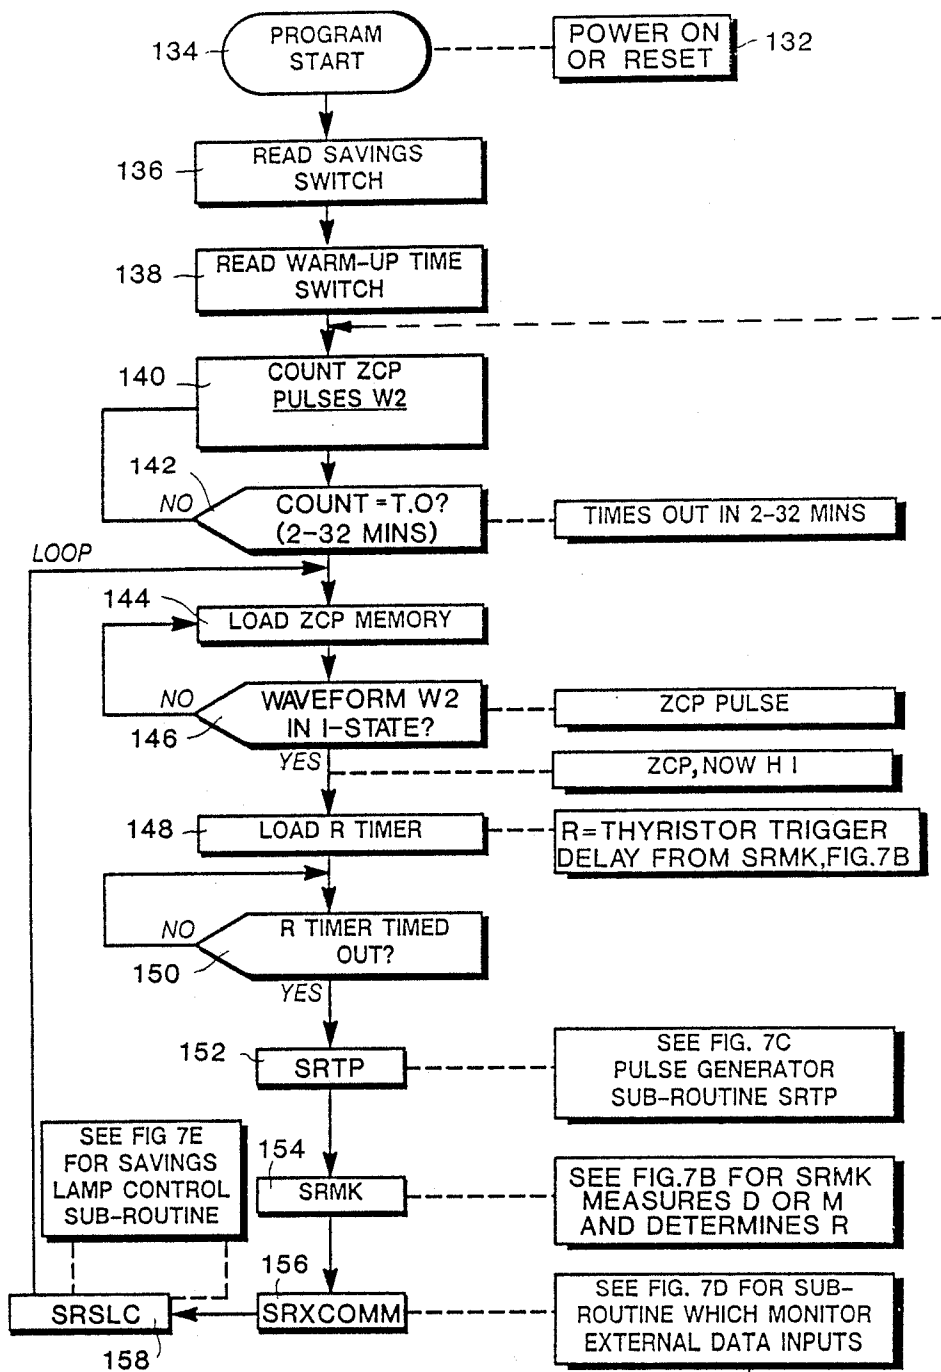 PROGRAM
START
134
POWER ON
OR RESET
132
READ SAVINGS
SWITCH
136
READ WARM-UP TIME
SWITCH
138
COUNT ZCP
PULSES W2
140
142
NO
COUNT = T.O?
(2-32 MINS)
TIMES OUT IN 2-32 MINS
LOOP
144
LOAD ZCP MEMORY
NO
WAVEFORM W2
IN I-STATE?
146
ZCP PULSE
YES
ZCP, NOW H I
148
LOAD R TIMER
R=THYRISTOR TRIGGER
DELAY FROM SRMK, FIG.7B
NO
R TIMER TIMED
OUT?
150
YES
152
SRTP
SEE FIG. 7C
PULSE GENERATOR
SUB-ROUTINE SRTP
SEE FIG 7E
FOR SAVINGS
LAMP CONTROL
SUB-ROUTINE
154
SRMK
SEE FIG.7B FOR SRMK
MEASURES D OR M
AND DETERMINES R
156
SRXCOMM
SEE FIG. 7D FOR SUB-
ROUTINE WHICH MONITOR
EXTERNAL DATA INPUTS
SRSLC
158